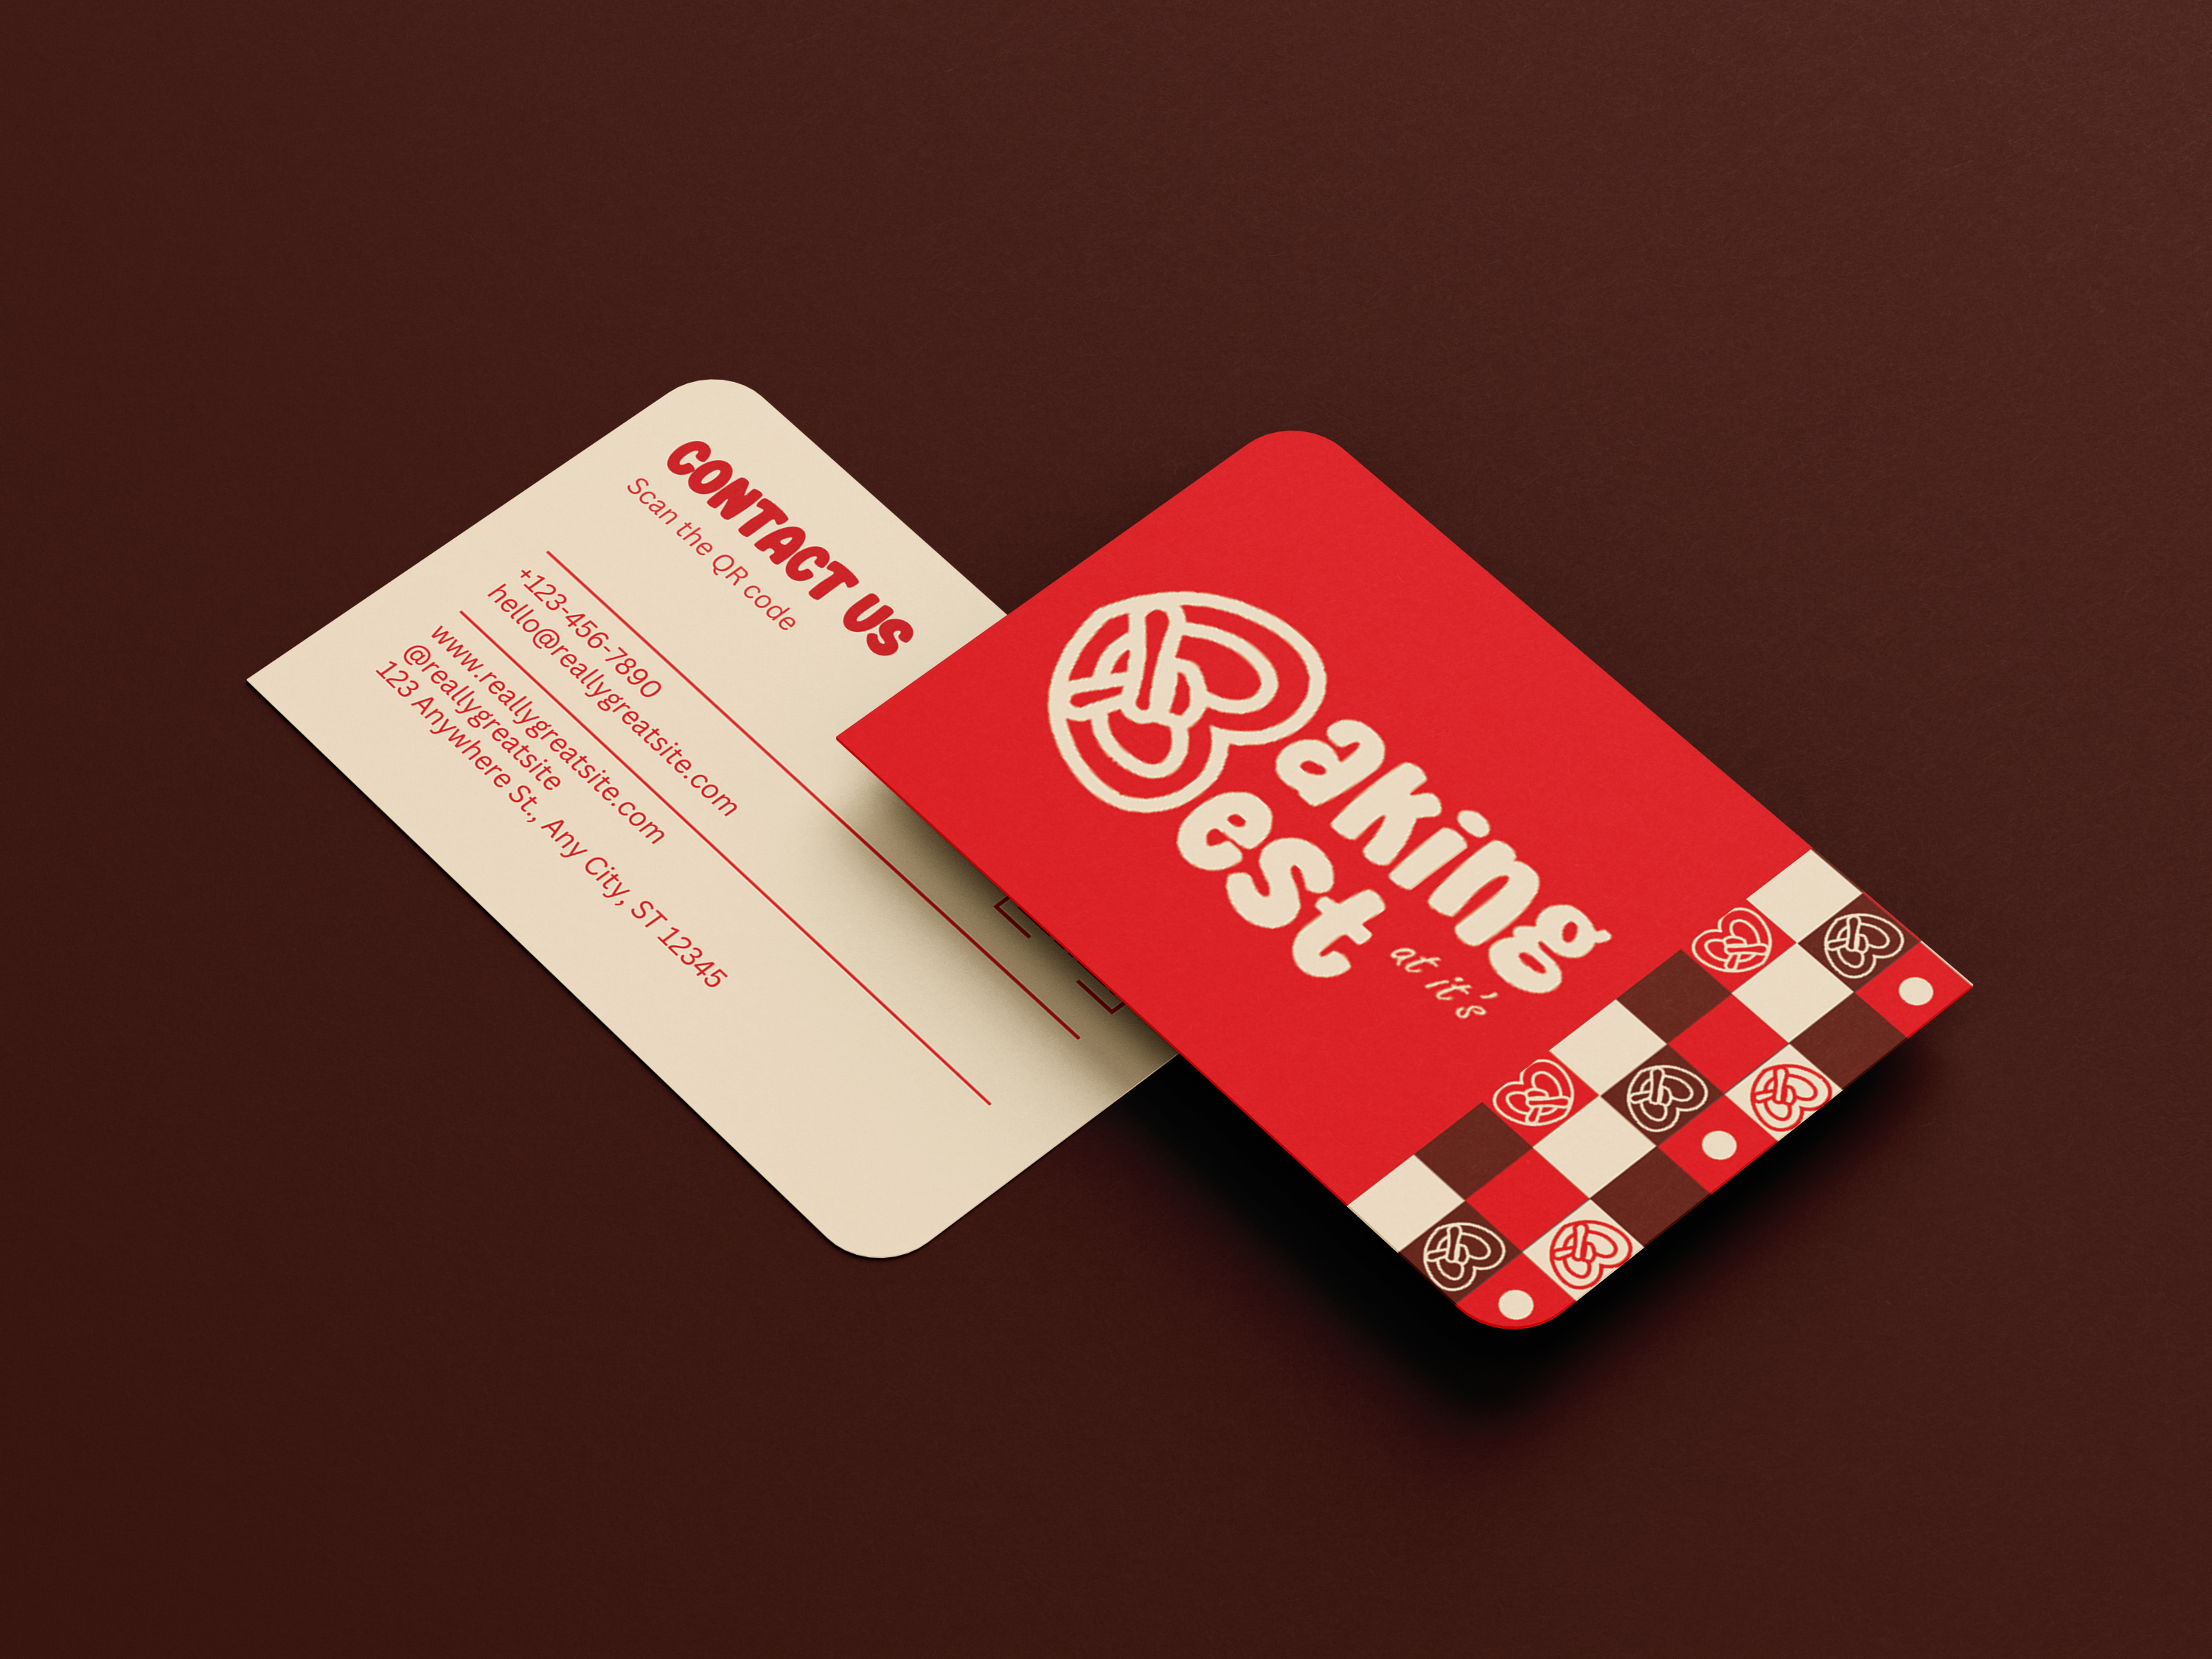 CONTACT US
Scan the QR code
+123-456-7890
hello@reallygreatsite.com
www.reallygreatsite.com
@reallygreatsite
123 Anywhere St., Any City, ST 12345
Baking
est
at it's